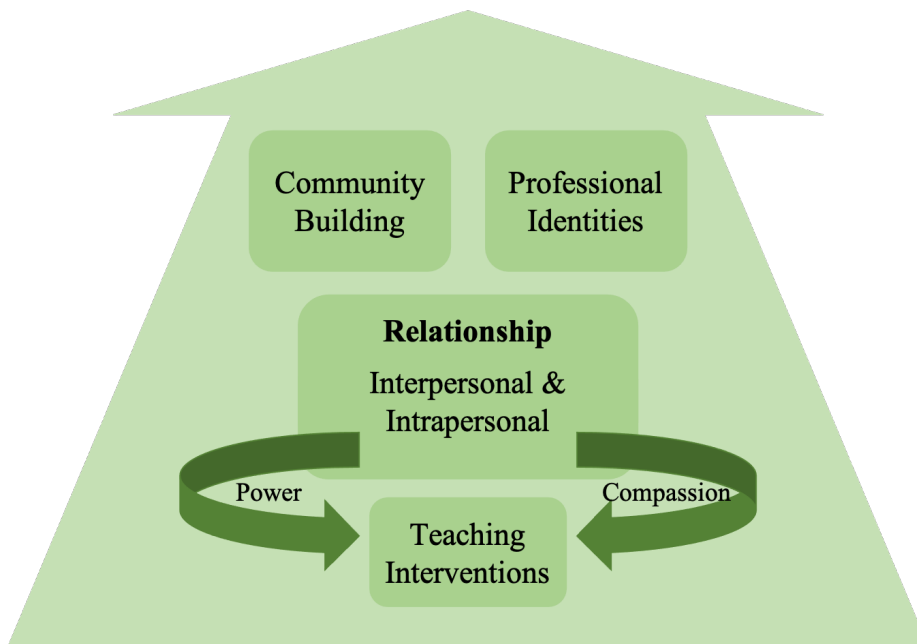 Community
Building
Professional
Identities
Relationship
Interpersonal &
Intrapersonal
Power
Compassion
Teaching
Interventions